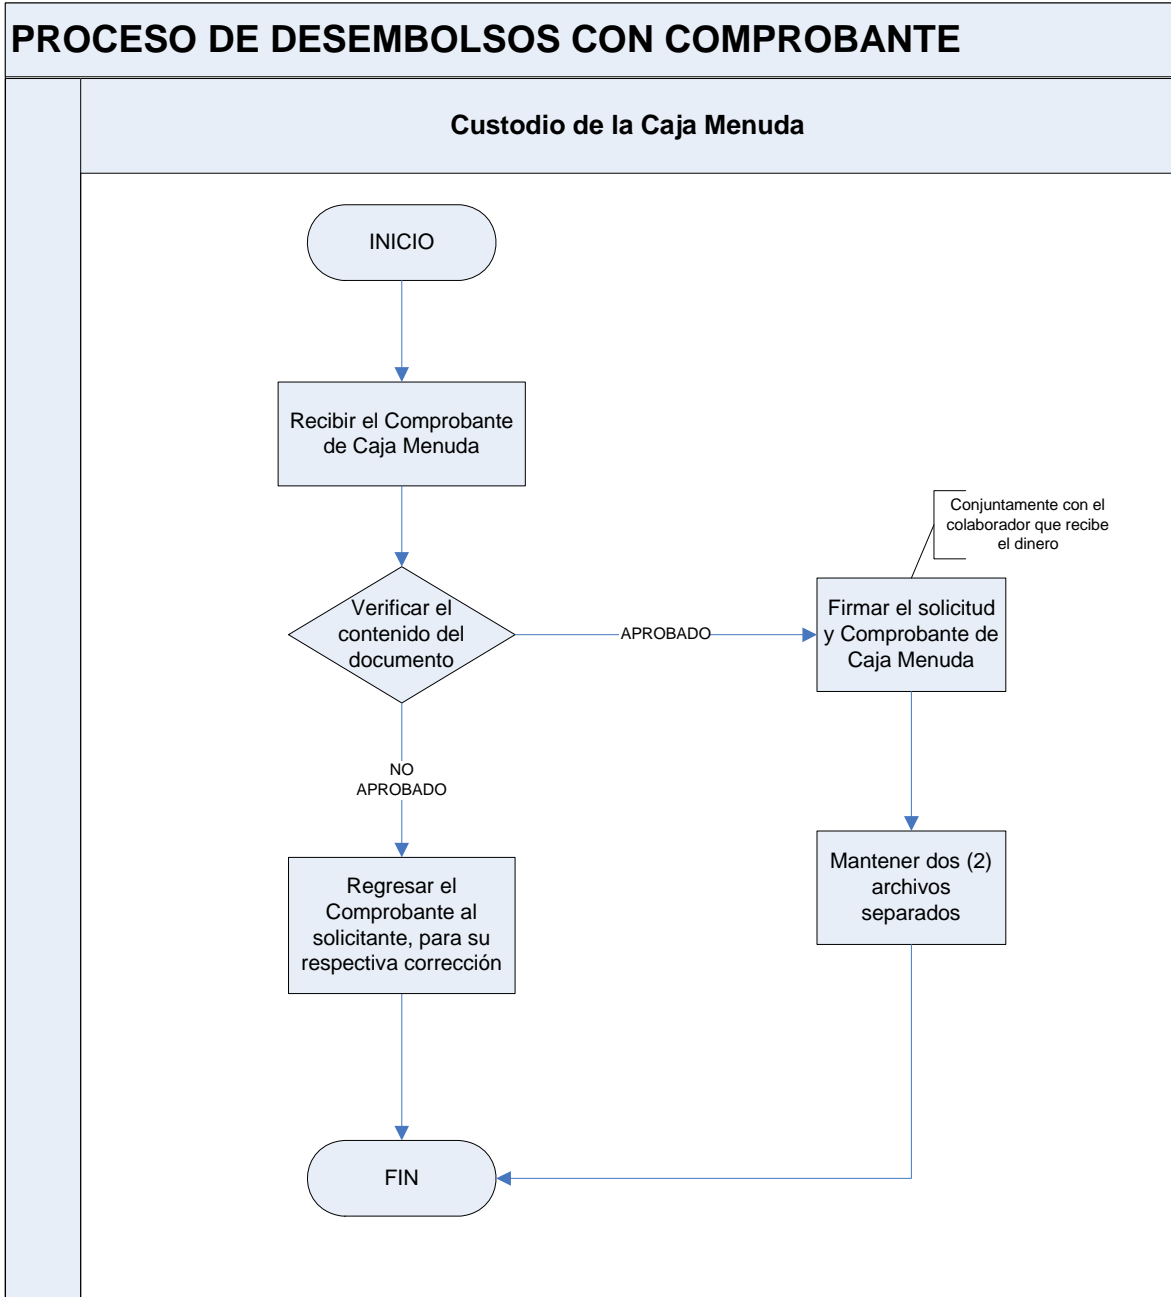 PROCESO DE DESEMBOLSOS CON COMPROBANTE
Custodio de la Caja Menuda
INICIO
Recibir el Comprobante
de Caja Menuda
Conjuntamente con el
colaborador que recibe
el dinero
Verificar el
contenido del
documento
APROBADO
Firmar el solicitud
y Comprobante de
Caja Menuda
NO
APROBADO
Mantener dos (2)
archivos
separados
Regresar el
Comprobante al
solicitante, para su
respectiva corrección
FIN